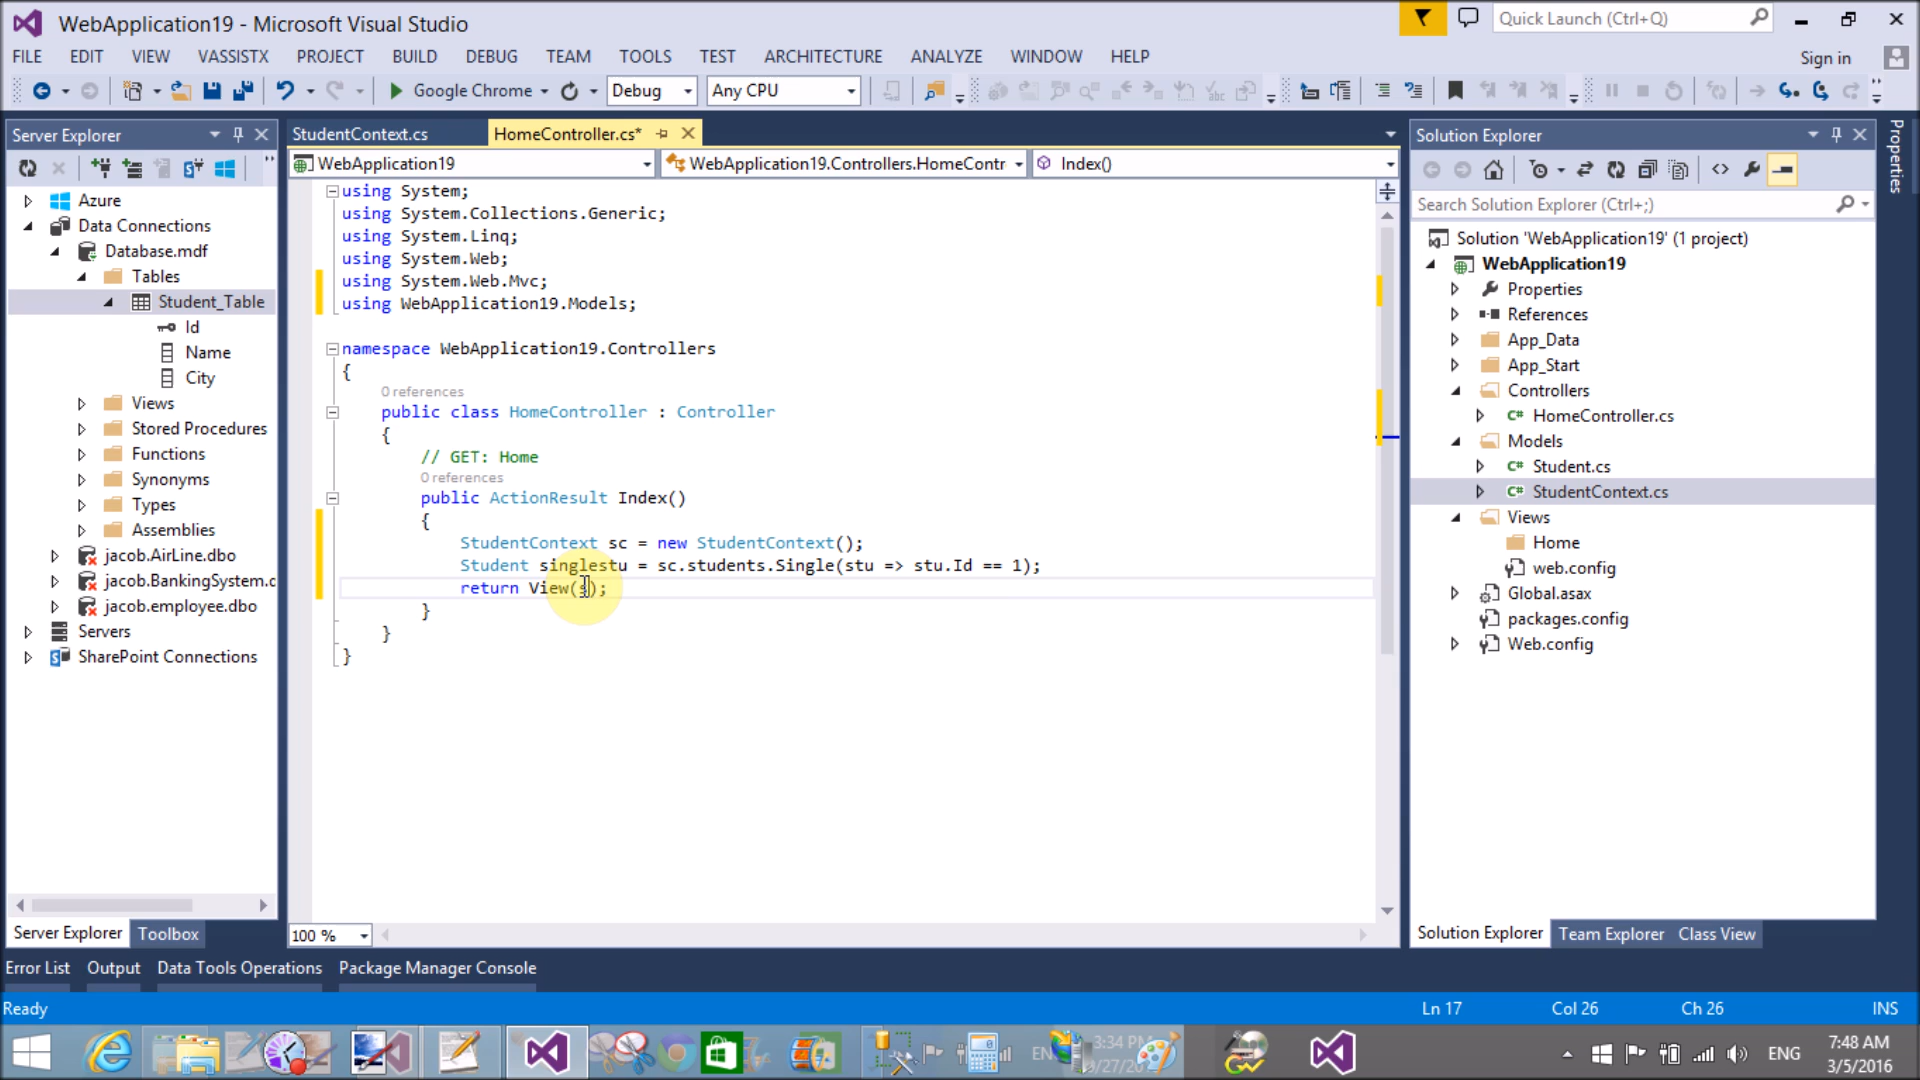 WebApplication19 - Microsoft Visual Studio
Quick Launch (Ctrl+Q)
FILE EDIT VIEW VASSISTX PROJECT BUILD DEBUG TEAM TOOLS TEST ARCHITECTURE ANALYZE WINDOW HELP
Sign in
Google Chrome Debug Any CPU
Server Explorer
Azure
Data Connections
Database.mdf
Tables
Student_Table
Id
Name
City
Views
Stored Procedures
Functions
Synonyms
Types
Assemblies
jacob.AirLine.dbo
jacob.BankingSystem.c
jacob.employee.dbo
Servers
SharePoint Connections
Server Explorer Toolbox
StudentContext.cs HomeController.cs*
WebApplication19 WebApplication19.Controllers.HomeContr Index()
using System;
using System.Collections.Generic;
using System.Linq;
using System.Web;
using System.Web.Mvc;
using WebApplication19.Models;
namespace WebApplication19.Controllers
{
0 references
public class HomeController : Controller
{
// GET: Home
0 references
public ActionResult Index()
{
StudentContext sc = new StudentContext();
Student singlestu = sc.students.Single(stu => stu.Id == 1);
return View(s);
}
}
}
100 %
Solution Explorer
Search Solution Explorer (Ctrl+;)
Solution 'WebApplication19' (1 project)
WebApplication19
Properties
References
App_Data
App_Start
Controllers
HomeController.cs
Models
Student.cs
StudentContext.cs
Views
Home
web.config
Global.asax
packages.config
Web.config
Solution Explorer Team Explorer Class View
Properties
Error List Output Data Tools Operations Package Manager Console
Ready Ln 17 Col 26 Ch 26 INS
EN
3:34 PM
ENG
7:48 AM
3/5/2016